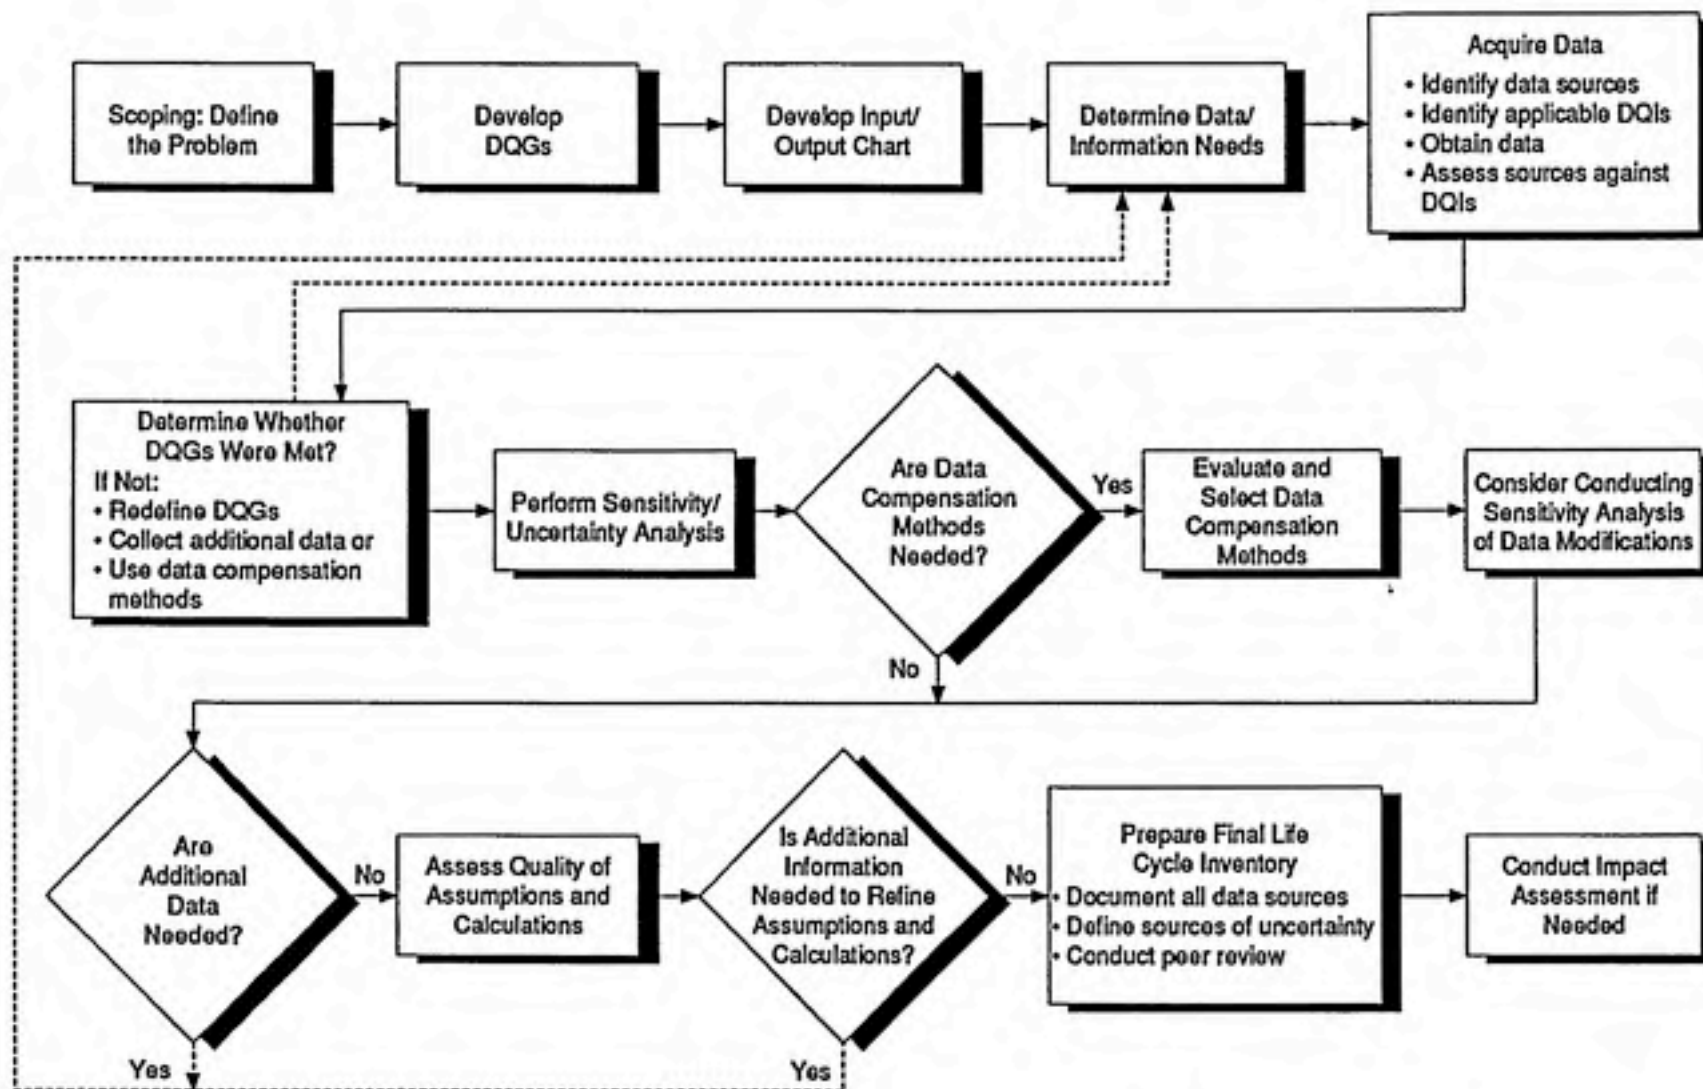 Scoping: Define
the Problem
Develop
DQGs
Develop Input/
Output Chart
Determine Data/
Information Needs
Acquire Data
• Identify data sources
• Identify applicable DQIs
• Obtain data
• Assess sources against
DQIs
Determine Whether
DQGs Were Met?
If Not:
• Redefine DQGs
• Collect additional data or
• Use data compensation
methods
Perform Sensitivity/
Uncertainty Analysis
Are Data
Compensation
Methods
Needed?
Yes
No
Evaluate and
Select Data
Compensation
Methods
Consider Conducting
Sensitivity Analysis
of Data Modifications
Are
Additional
Data
Needed?
No
Yes
Assess Quality of
Assumptions and
Calculations
Is Additional
Information
Needed to Refine
Assumptions and
Calculations?
No
Yes
Prepare Final Life
Cycle Inventory
• Document all data sources
• Define sources of uncertainty
• Conduct peer review
Conduct Impact
Assessment if
Needed